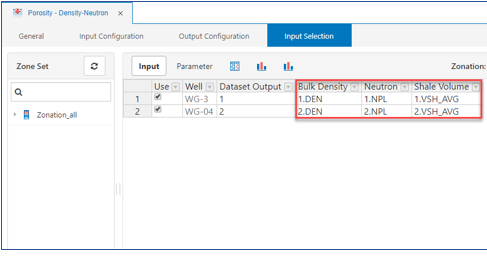 Porosity - Density-Neutron ×
General Input Configuration Output Configuration Input Selection
Zone Set
Input Parameter Zonation:
Zonation_all
Use Well Dataset Output Bulk Density Neutron Shale Volume
1 WG-3 1 1.DEN 1.NPL 1.VSH_AVG
2 WG-04 2 2.DEN 2.NPL 2.VSH_AVG